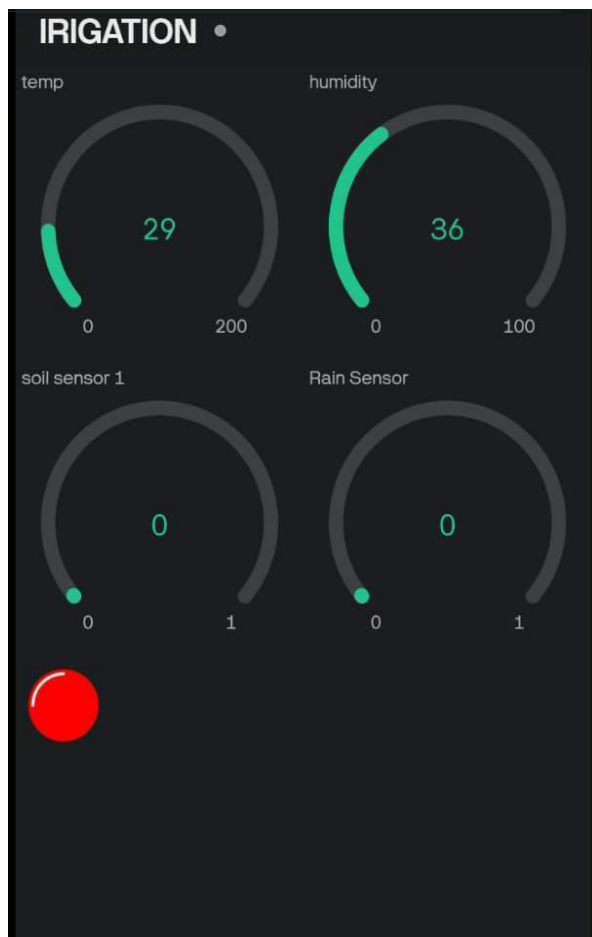 IRIGATION
temp humidity
29 36
0 200 0 100
soil sensor 1 Rain Sensor
0 0
0 1 0 1